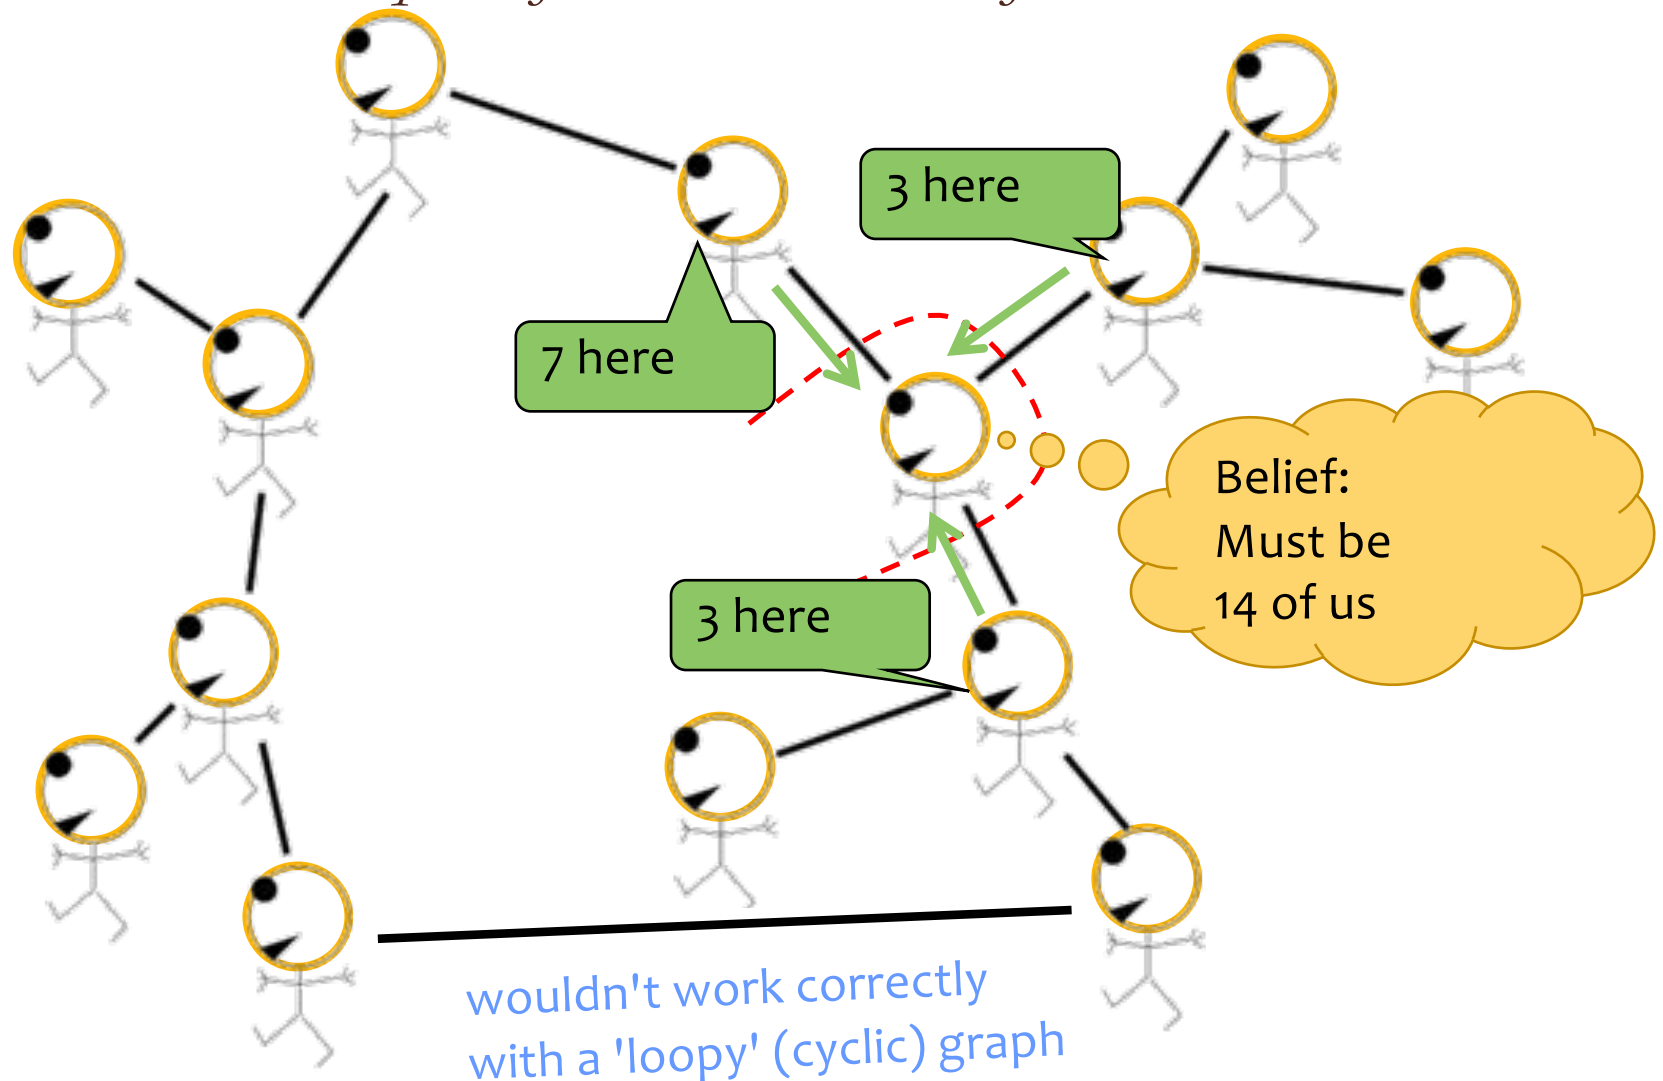 3 here
7 here
Belief:
Must be
14 of us
3 here
wouldn't work correctly
with a 'loopy' (cyclic) graph